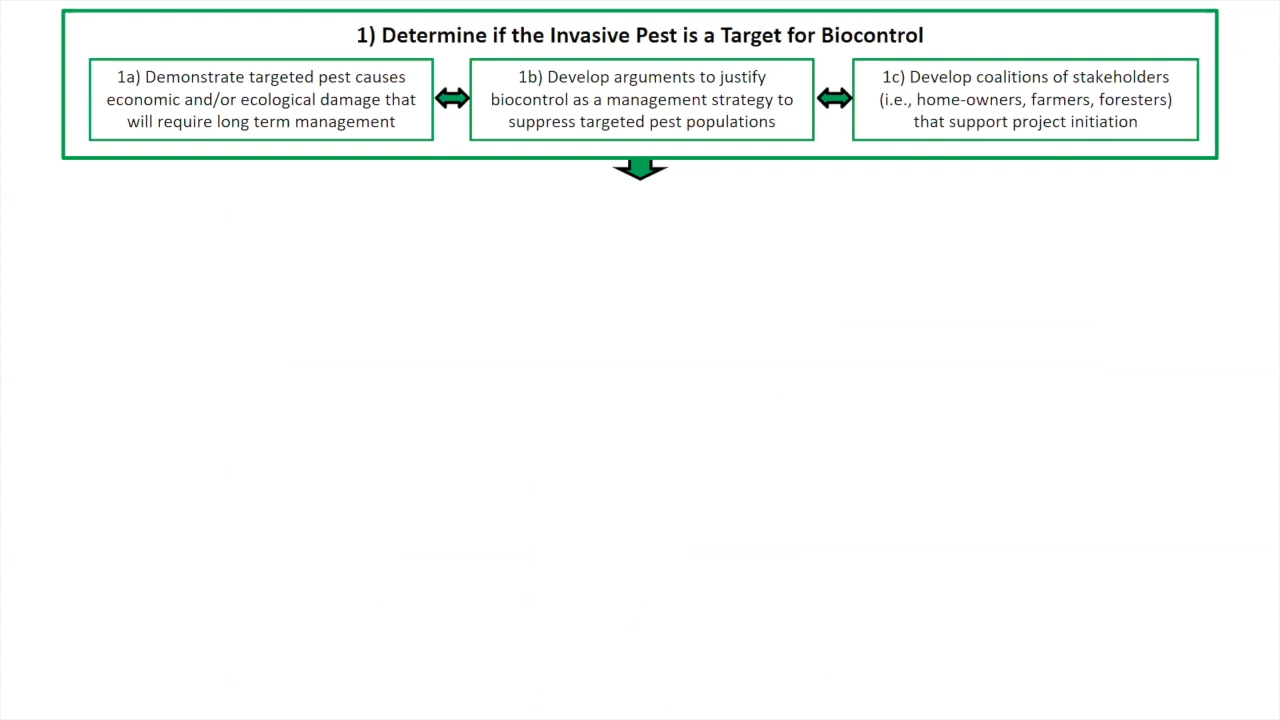 1) Determine if the Invasive Pest is a Target for Biocontrol
1a) Demonstrate targeted pest causes
economic and/or ecological damage that
will require long term management
1b) Develop arguments to justify
biocontrol as a management strategy to
suppress targeted pest populations
1c) Develop coalitions of stakeholders
(i.e., home-owners, farmers, foresters)
that support project initiation